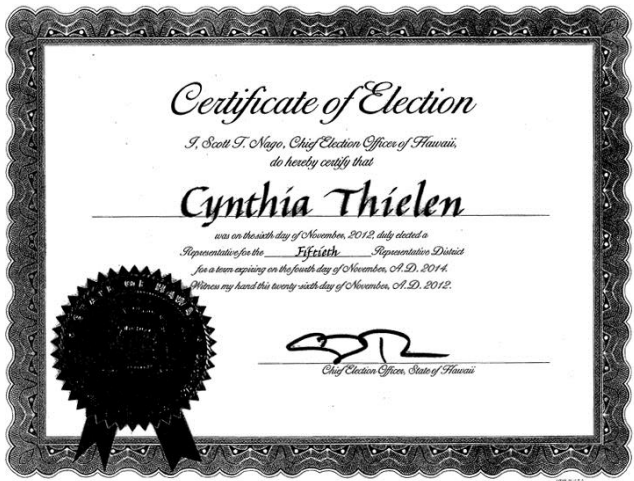 Certificate of Election
I, Scott T. Nago, Chief Election Officer of Hawaii,
do hereby certify that
Cynthia Thielen
was on the sixth day of November, 2012, duly elected a
Representative for the Fiftieth Representative District
for a term expiring on the fourth day of November, A.D. 2014.
Witness my hand this twenty-sixth day of November, A.D. 2012.
Chief Election Officer, State of Hawaii